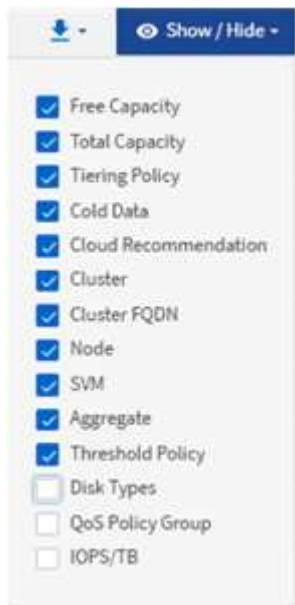 Show / Hide
Free Capacity
Total Capacity
Tiering Policy
Cold Data
Cloud Recommendation
Cluster
Cluster FQDN
Node
SVM
Aggregate
Threshold Policy
Disk Types
QoS Policy Group
IOPS/TB